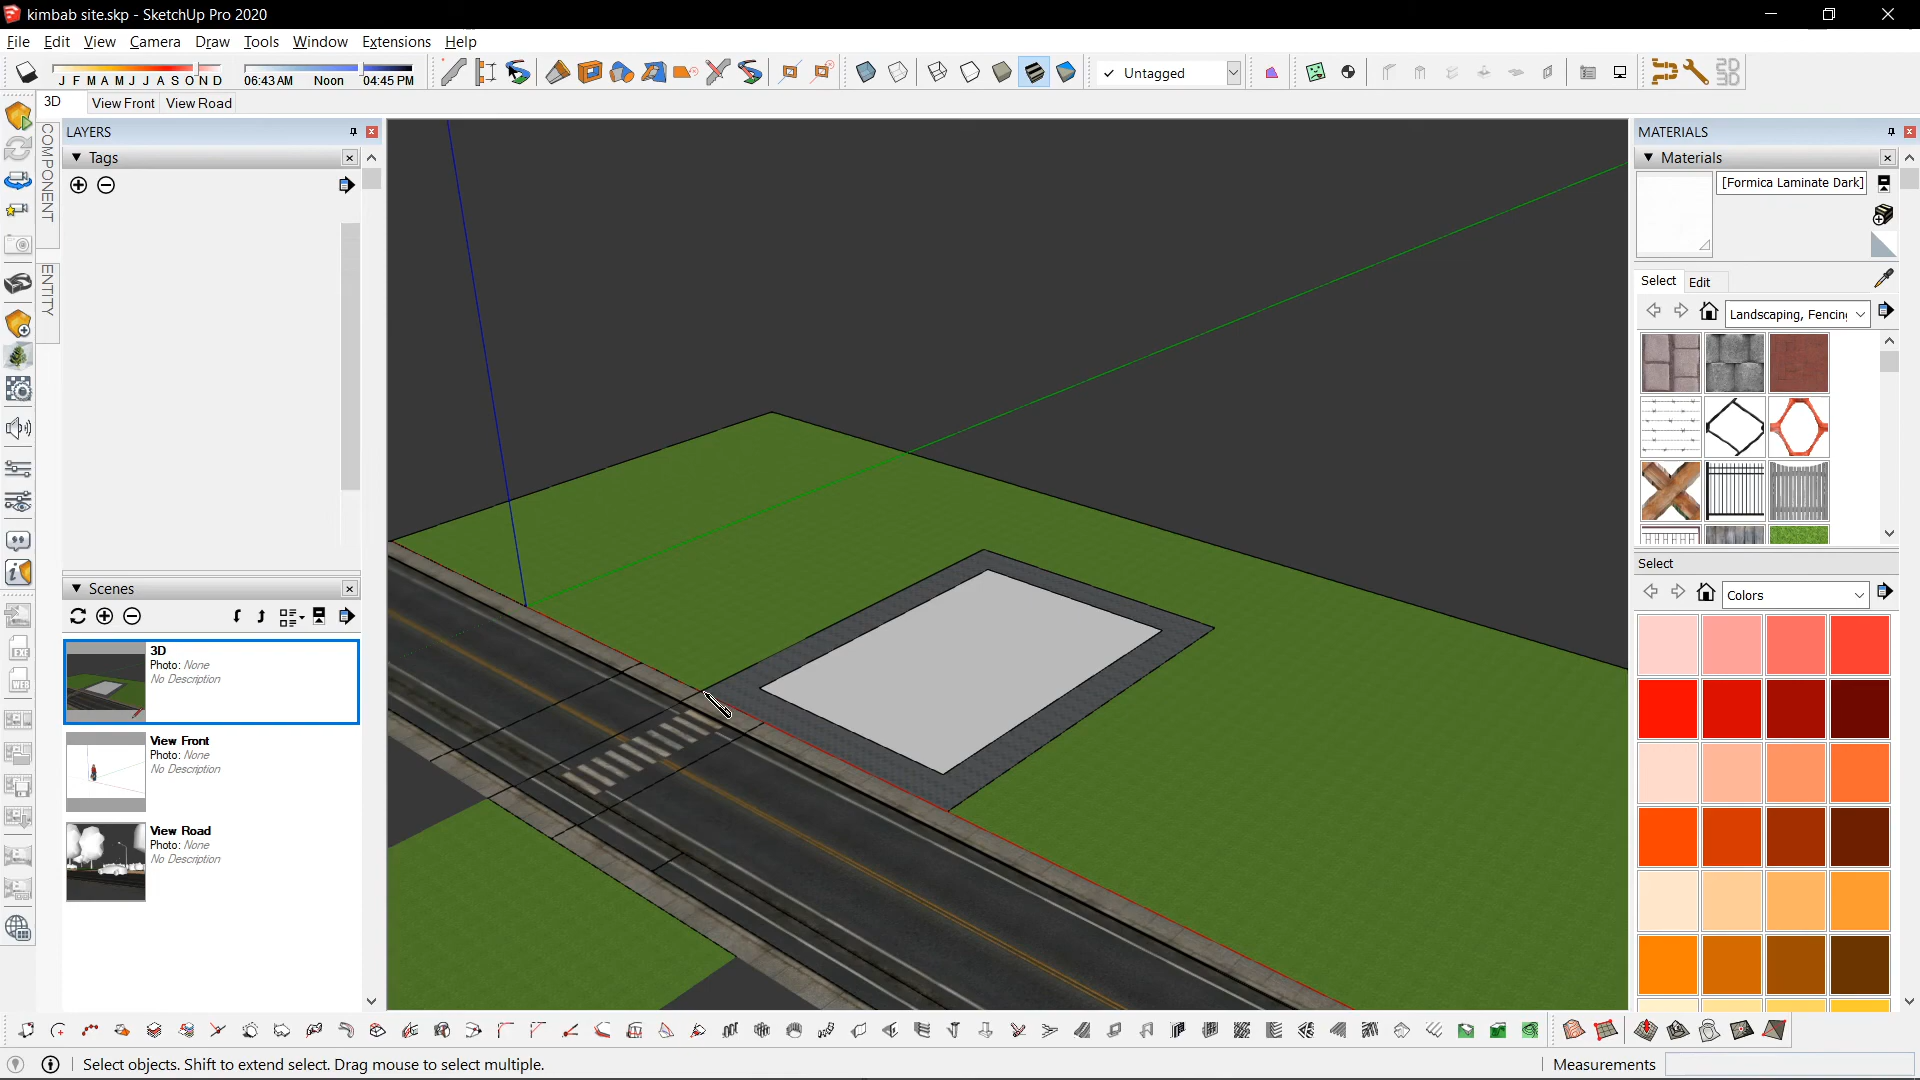 kimbab site.skp - SketchUp Pro 2020
File Edit View Camera Draw Tools Window Extensions Help
J F M A M J J A S O N D
06:43 AM Noon 04:45 PM
Untagged
3D View Front View Road
COMPONENT
ENTITY
LAYERS
Tags
Scenes
3D
Photo: None
No Description
View Front
Photo: None
No Description
View Road
Photo: None
No Description
MATERIALS
Materials
[Formica Laminate Dark]
Select Edit
Landscaping, Fencing
Select
Colors
Select objects. Shift to extend select. Drag mouse to select multiple.
Measurements